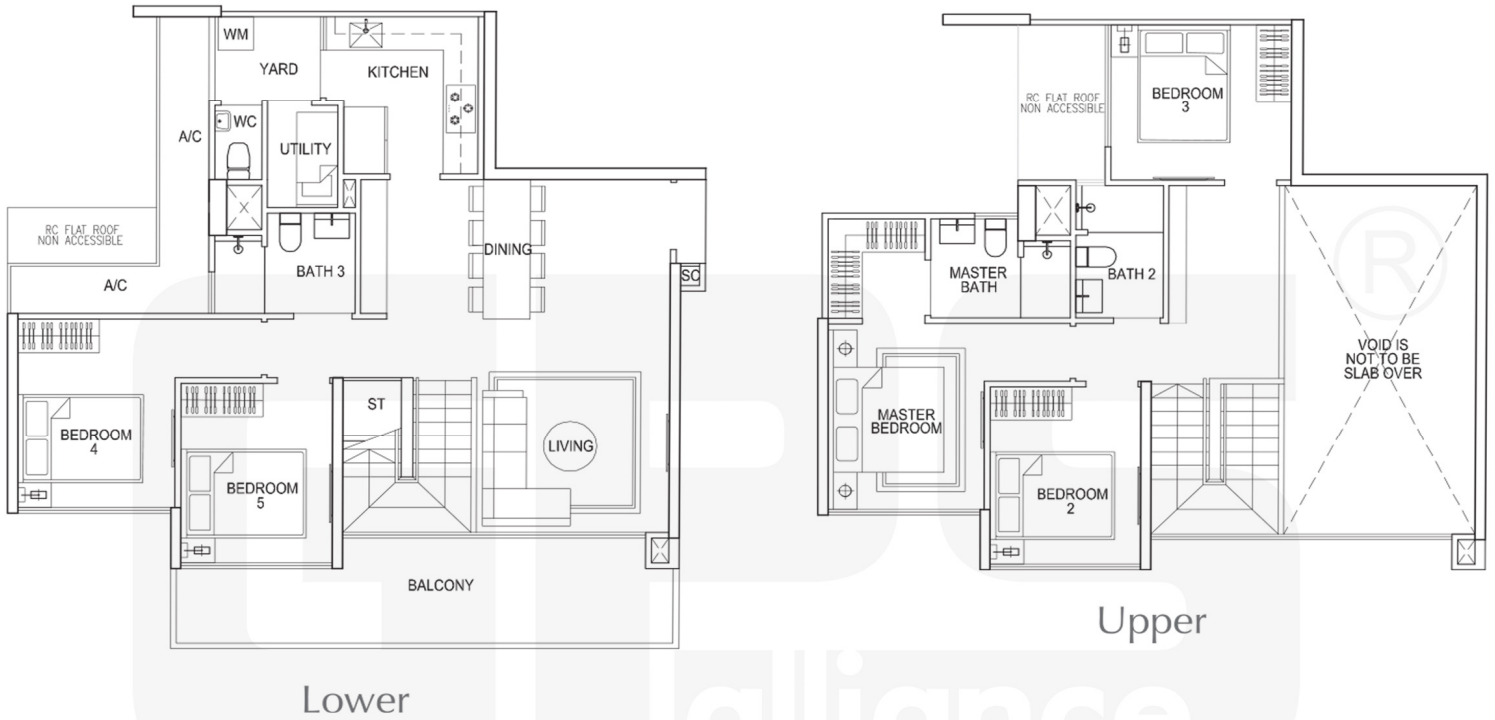 WM
YARD
KITCHEN
WC
A/C
UTILITY
RC FLAT ROOF
NON ACCESSIBLE
BATH 3
DINING
A/C
SC
ST
BEDROOM
4
BEDROOM
5
LIVING
BALCONY
Lower
BEDROOM
3
RC FLAT ROOF
NON ACCESSIBLE
MASTER
BATH
BATH 2
VOID IS
NOT TO BE
SLAB OVER
MASTER
BEDROOM
BEDROOM
2
Upper
®
alliance